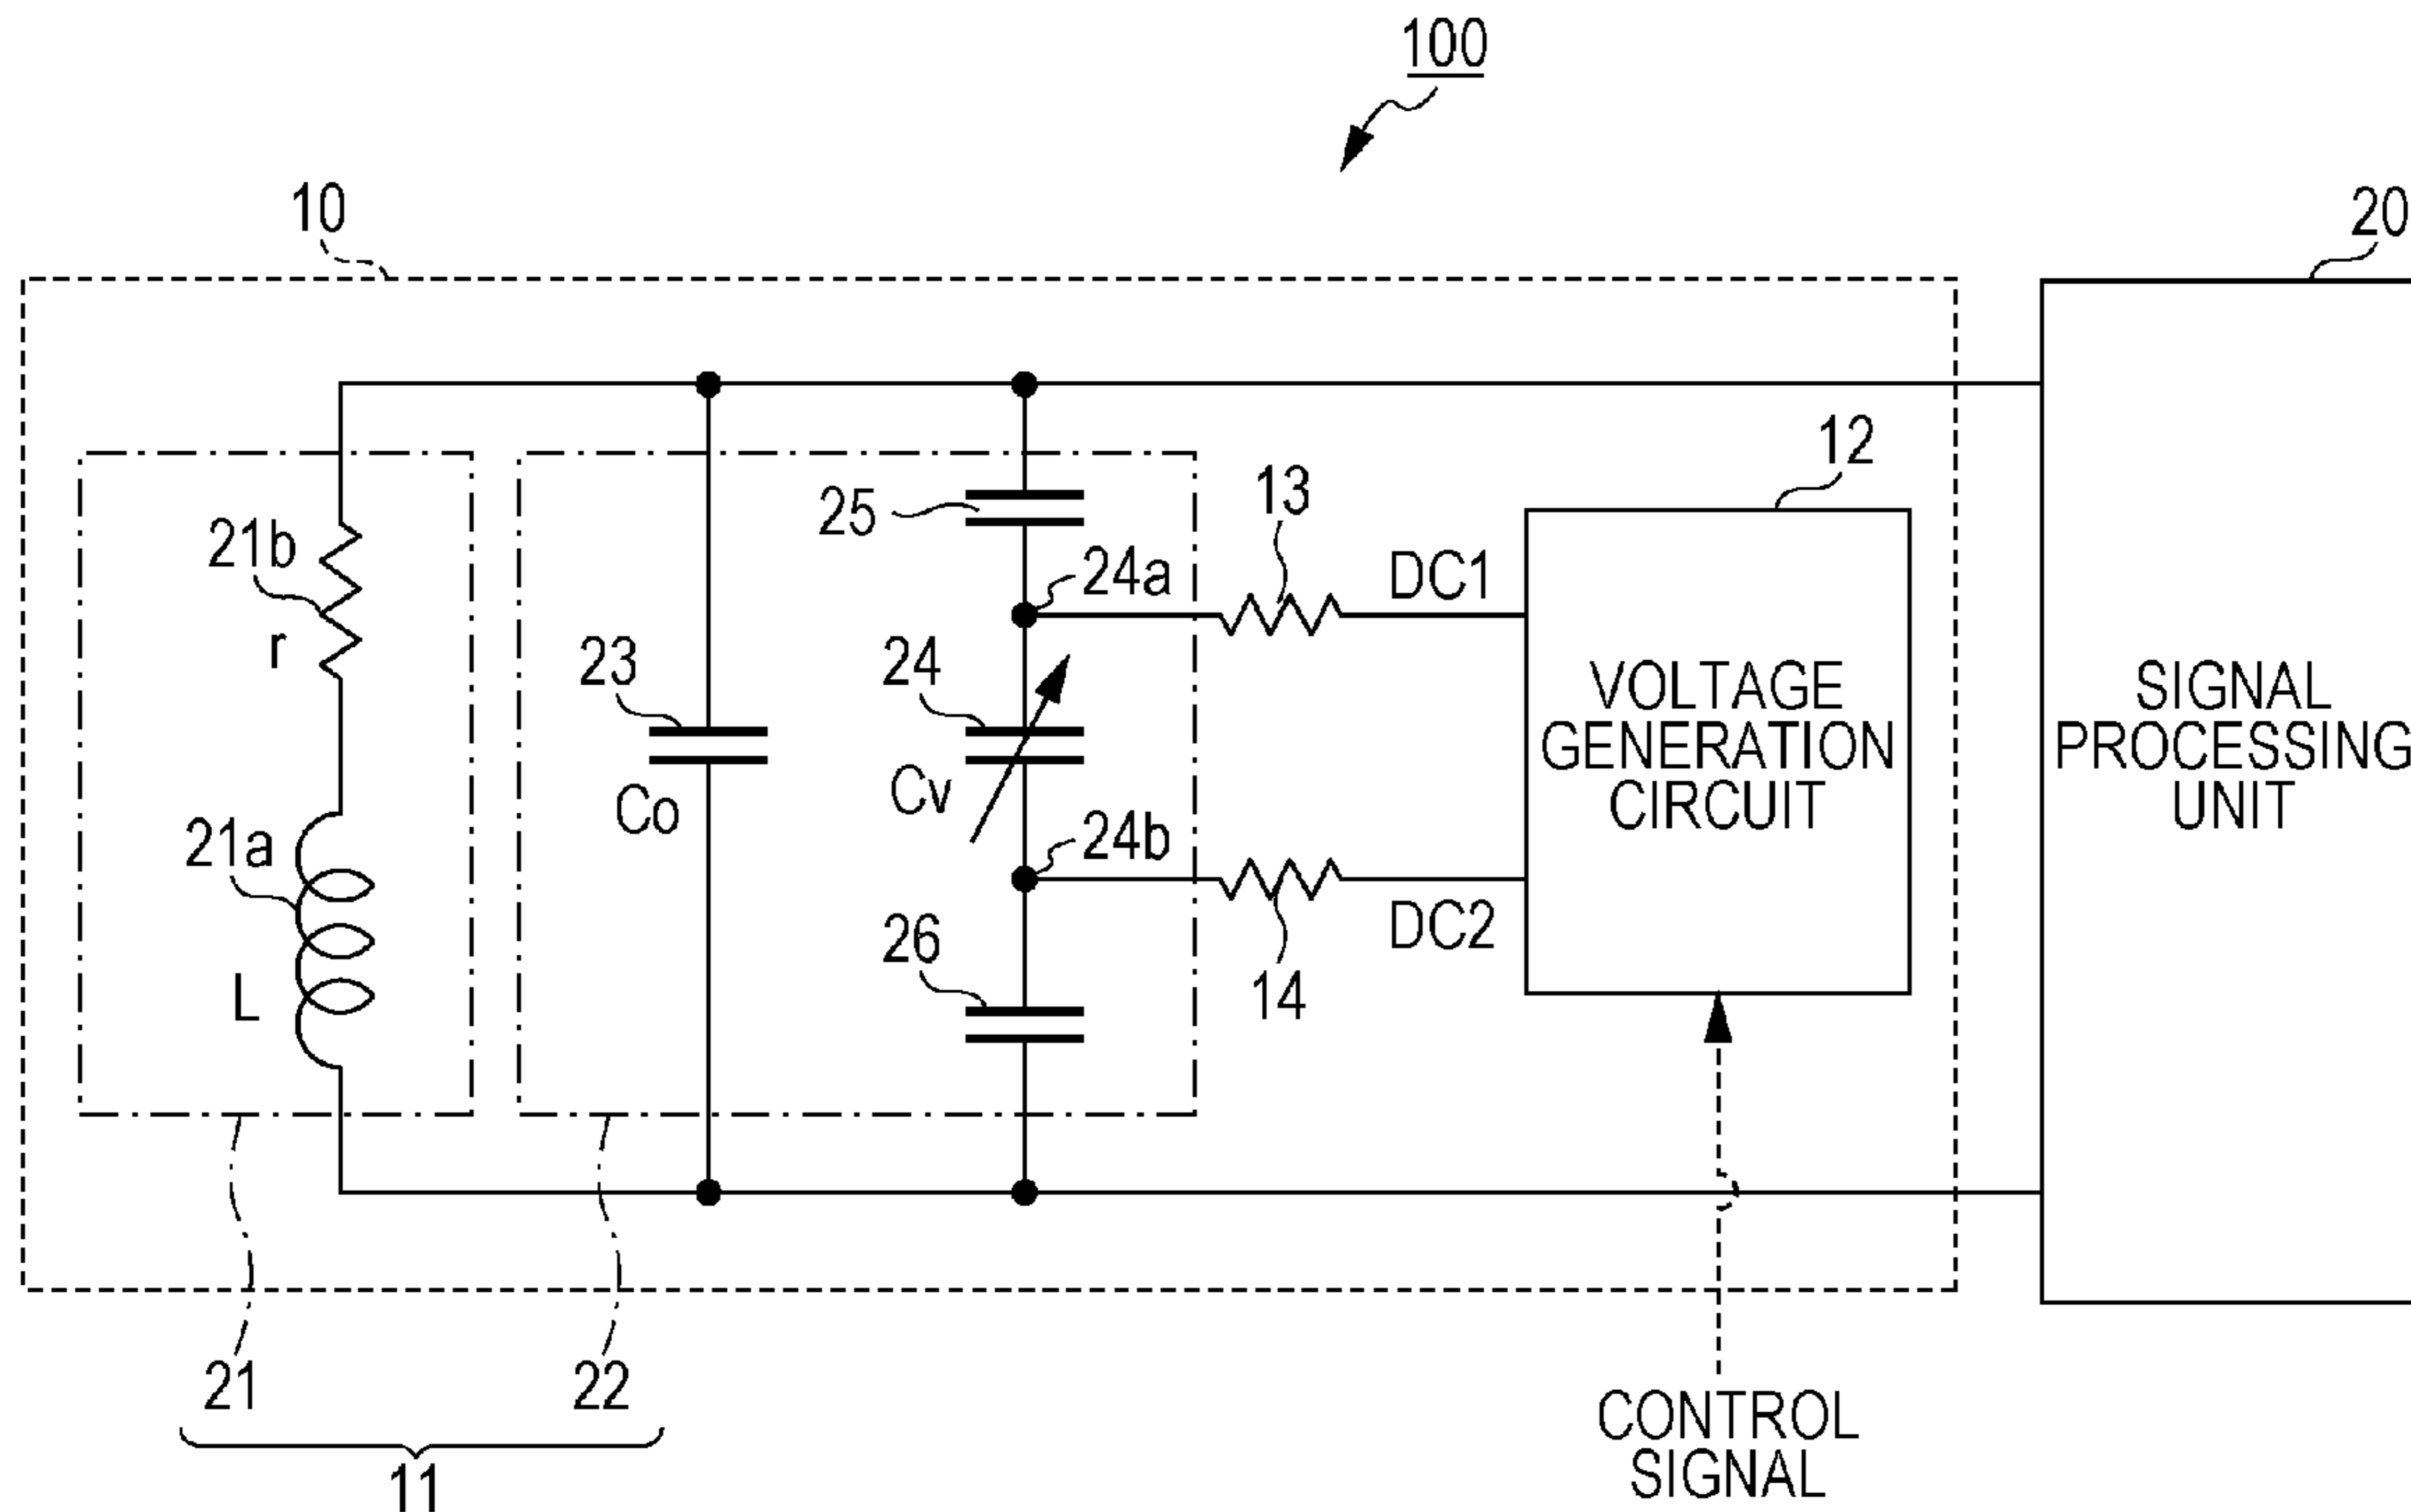 100
10
20
12
13
25
21b
24a
DC1
r
23
24
VOLTAGE
GENERATION
CIRCUIT
SIGNAL
PROCESSING
UNIT
Co
Cv
21a
24b
DC2
26
14
L
21
22
11
CONTROL
SIGNAL